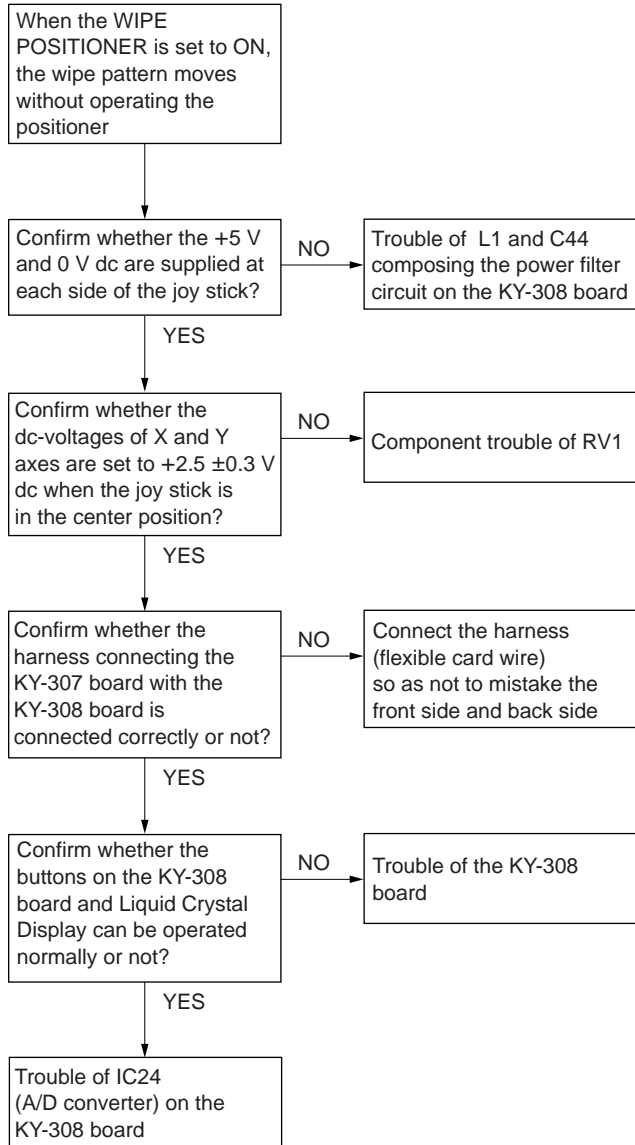 When the WIPE
POSITIONER is set to ON,
the wipe pattern moves
without operating the
positioner
Confirm whether the +5 V
and 0 V dc are supplied at
each side of the joy stick?
NO
Trouble of L1 and C44
composing the power filter
circuit on the KY-308 board
YES
Confirm whether the
dc-voltages of X and Y
axes are set to +2.5 ±0.3 V
dc when the joy stick is
in the center position?
NO
Component trouble of RV1
YES
Confirm whether the
harness connecting the
KY-307 board with the
KY-308 board is
connected correctly or not?
NO
Connect the harness
(flexible card wire)
so as not to mistake the
front side and back side
YES
Confirm whether the
buttons on the KY-308
board and Liquid Crystal
Display can be operated
normally or not?
NO
Trouble of the KY-308
board
YES
Trouble of IC24
(A/D converter) on the
KY-308 board